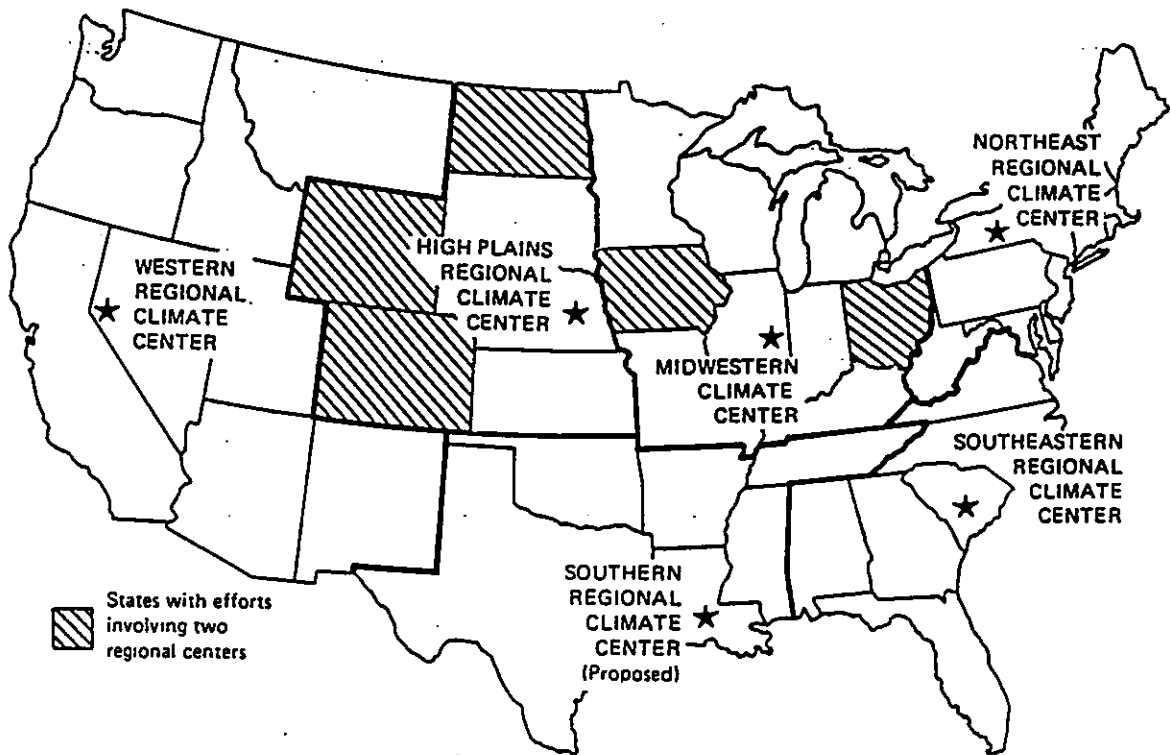 NORTHEAST
REGIONAL
CLIMATE
CENTER
WESTERN
REGIONAL
CLIMATE
CENTER
HIGH PLAINS
REGIONAL
CLIMATE
CENTER
MIDWESTERN
CLIMATE
CENTER
SOUTHEASTERN
REGIONAL
CLIMATE
CENTER
SOUTHERN
REGIONAL
CLIMATE
CENTER
(Proposed)
States with efforts
involving two
regional centers